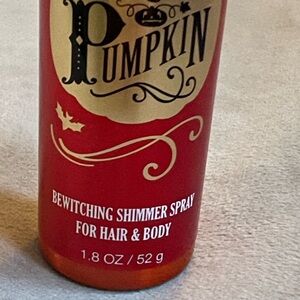 PUMPKIN
BEWITCHING SHIMMER SPRAY
FOR HAIR & BODY
1.8 OZ / 52 g